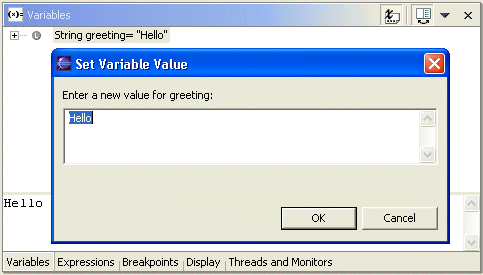 Variables
String greeting= "Hello"
Set Variable Value
Enter a new value for greeting:
Hello
Hello
OK Cancel
Variables Expressions Breakpoints Display Threads and Monitors